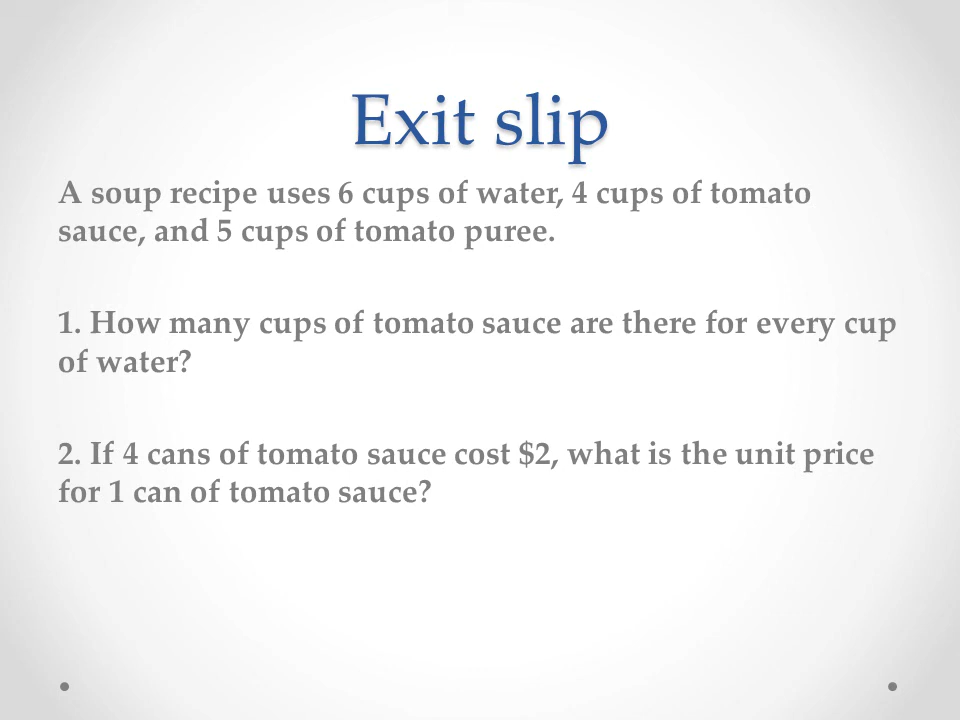 Exit slip
A soup recipe uses 6 cups of water, 4 cups of tomato
sauce, and 5 cups of tomato puree.
1. How many cups of tomato sauce are there for every cup
of water?
2. If 4 cans of tomato sauce cost $2, what is the unit price
for 1 can of tomato sauce?